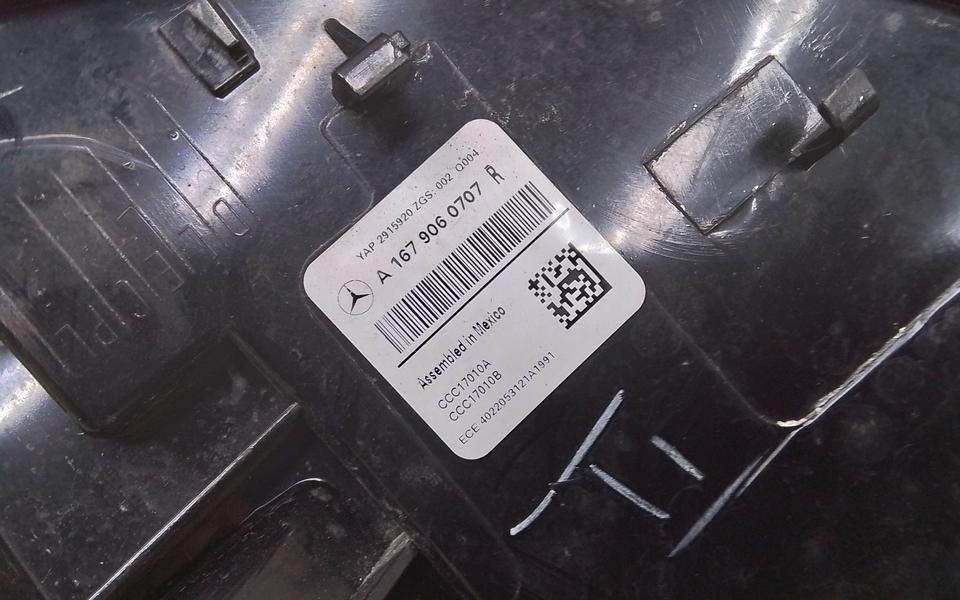 YAP 2915920 ZGS: 002 Q004
A 167 906 0707 R
Assembled in Mexico
CCC17010A
CCC17010B
ECE 4022053121A1991